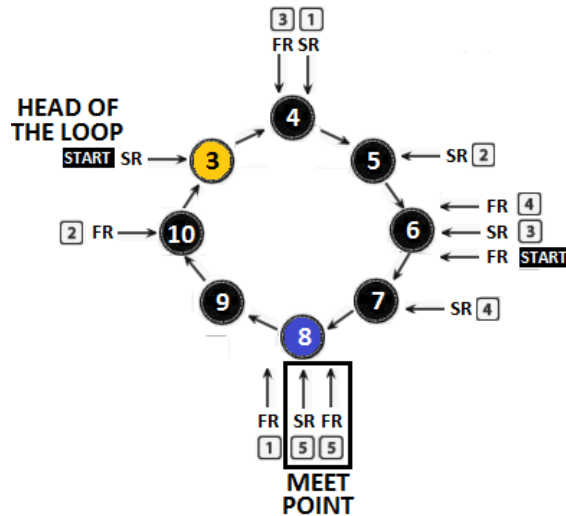 3 1
FR SR
4
HEAD OF
THE LOOP
START SR
3
5
SR 2
2 FR
10
6
FR 4
SR 3
FR START
9
7
SR 4
8
FR SR FR
1 5 5
MEET
POINT